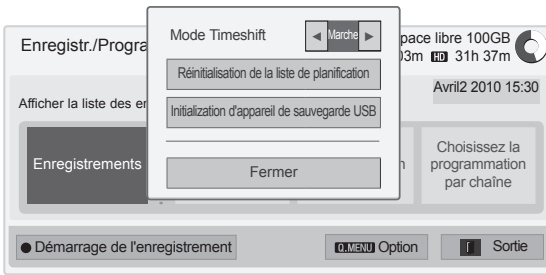 Mode Timeshift ◄ Marche ►
Réinitialisation de la liste de planification
Initialization d'appareil de sauvegarde USB
Fermer
Enregistr./Progra
pace libre 100GB
03m HD 31h 37m
Avril2 2010 15:30
Afficher la liste des en
Enregistrements
Choisissez la
programmation
par chaîne
● Démarrage de l'enregistrement
Q.MENU Option
Sortie